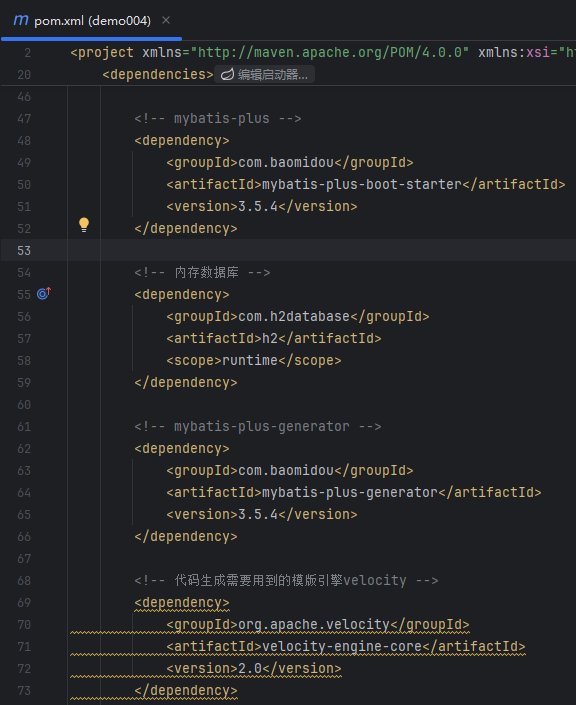 m pom.xml (demo004) ×
2 <project xmlns="http://maven.apache.org/POM/4.0.0" xmlns:xsi="h
20 <dependencies> 编辑启动器...
46
47 <!-- mybatis-plus -->
48 <dependency>
49 <groupId>com.baomidou</groupId>
50 <artifactId>mybatis-plus-boot-starter</artifactId>
51 <version>3.5.4</version>
52 </dependency>
53
54 <!-- 内存数据库 -->
55 <dependency>
56 <groupId>com.h2database</groupId>
57 <artifactId>h2</artifactId>
58 <scope>runtime</scope>
59 </dependency>
60
61 <!-- mybatis-plus-generator -->
62 <dependency>
63 <groupId>com.baomidou</groupId>
64 <artifactId>mybatis-plus-generator</artifactId>
65 <version>3.5.4</version>
66 </dependency>
67
68 <!-- 代码生成需要用到的模版引擎velocity -->
69 <dependency>
70 <groupId>org.apache.velocity</groupId>
71 <artifactId>velocity-engine-core</artifactId>
72 <version>2.0</version>
73 </dependency>